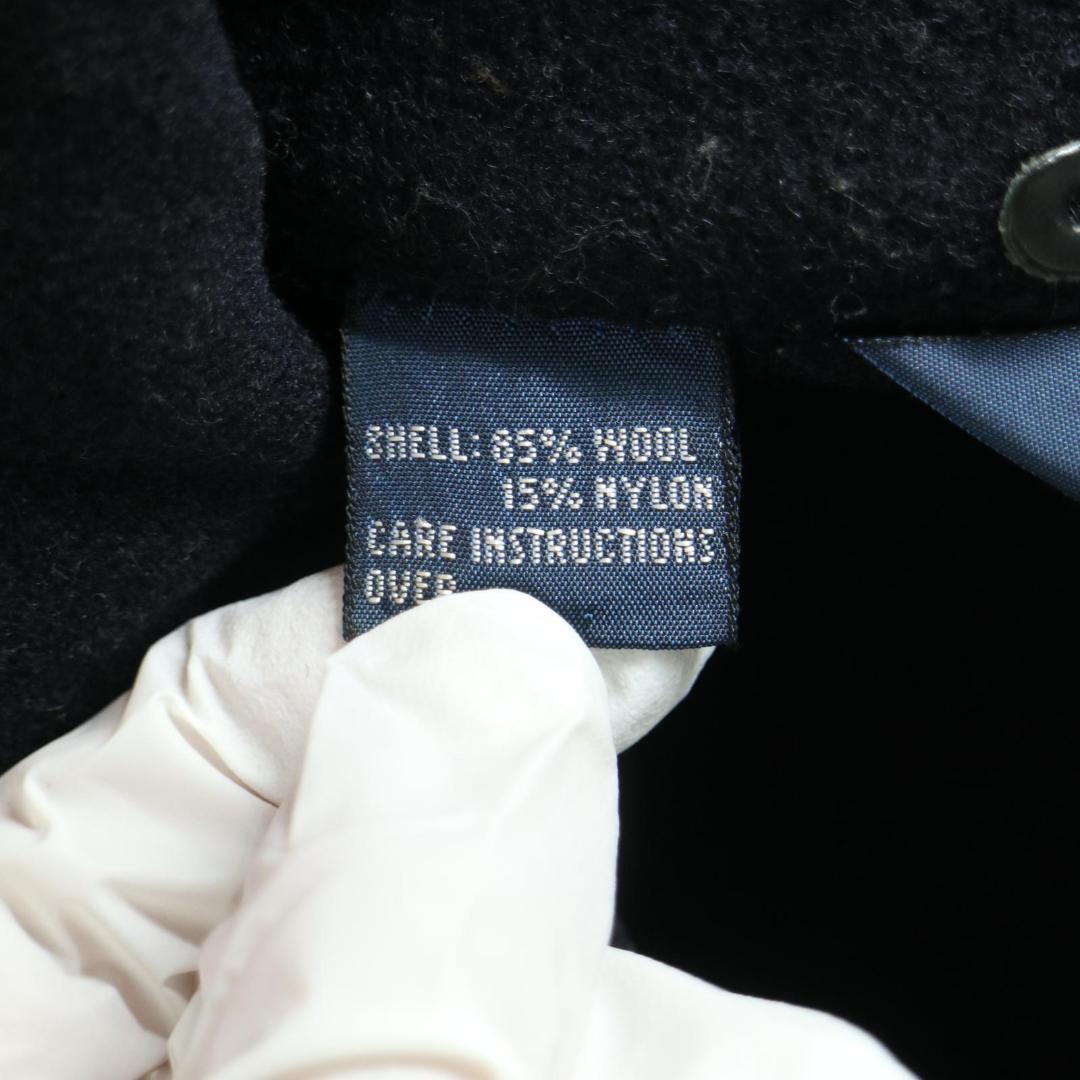 SHELL: 85% WOOL
15% NYLON
CARE INSTRUCTIONS
OVER